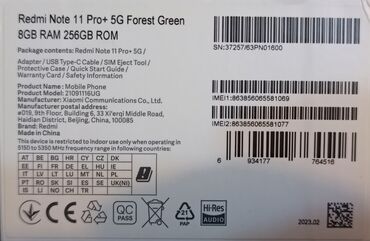 Redmi Note 11 Pro+ 5G Forest Green
8GB RAM 256GB ROM
Package contents: Redmi Note 11 Pro+ 5G /
Adapter / USB Type-C Cable / SIM Eject Tool /
Protective Case / Quick Start Guide /
Warranty Card / Safety Information
Product Name: Mobile Phone
Model: 21091116UG
Manufacturer: Xiaomi Communications Co., Ltd.
Manufacturer Address:
#019, 9th Floor, Building 6, 33 Xi'erqi Middle Road,
Haidian District, Beijing, China, 100085
Brand: Redmi
Made in China
This device is restricted to indoor use only when operating in
5150 to 5350 MHz frequency range in following countries:
AT BE BG HR CY CZ DK
EE FI FR DE EL HU IE
IT LV LT LU MT NL PL
PT RO SK SI ES SE UK(NI)
IS LI NO CH TR
QC
PASS
21
PAP
Hi-Res
AUDIO
SN:37257/63PN01600
IMEI1:863856065581069
IMEI2:863856065581077
6 934177 764516
2023.02